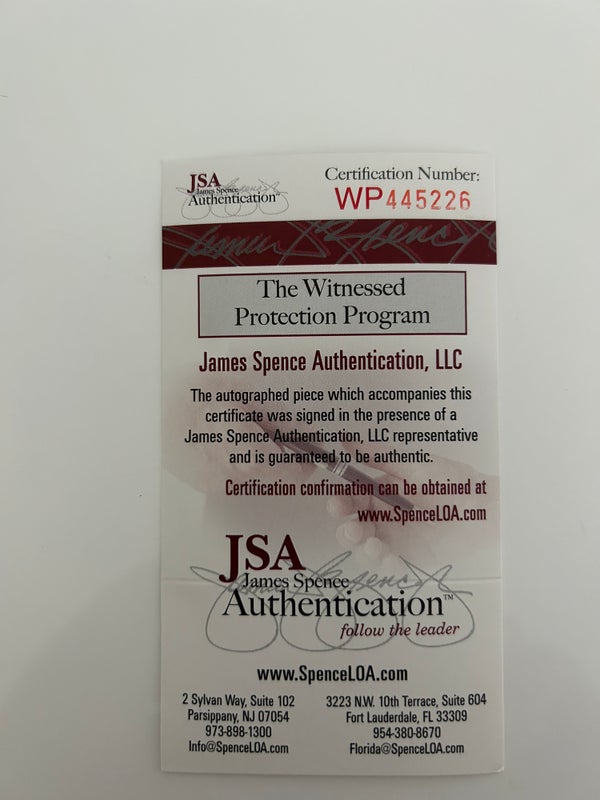 JSA
James Spence
Authentication™
Certification Number:
WP445226
The Witnessed
Protection Program
James Spence Authentication, LLC
The autographed piece which accompanies this
certificate was signed in the presence of a
James Spence Authentication, LLC representative
and is guaranteed to be authentic.
Certification confirmation can be obtained at
www.SpenceLOA.com
JSA
James Spence
Authentication™
follow the leader
www.SpenceLOA.com
2 Sylvan Way, Suite 102
Parsippany, NJ 07054
973-898-1300
Info@SpenceLOA.com
3223 N.W. 10th Terrace, Suite 604
Fort Lauderdale, FL 33309
954-380-8670
Florida@SpenceLOA.com